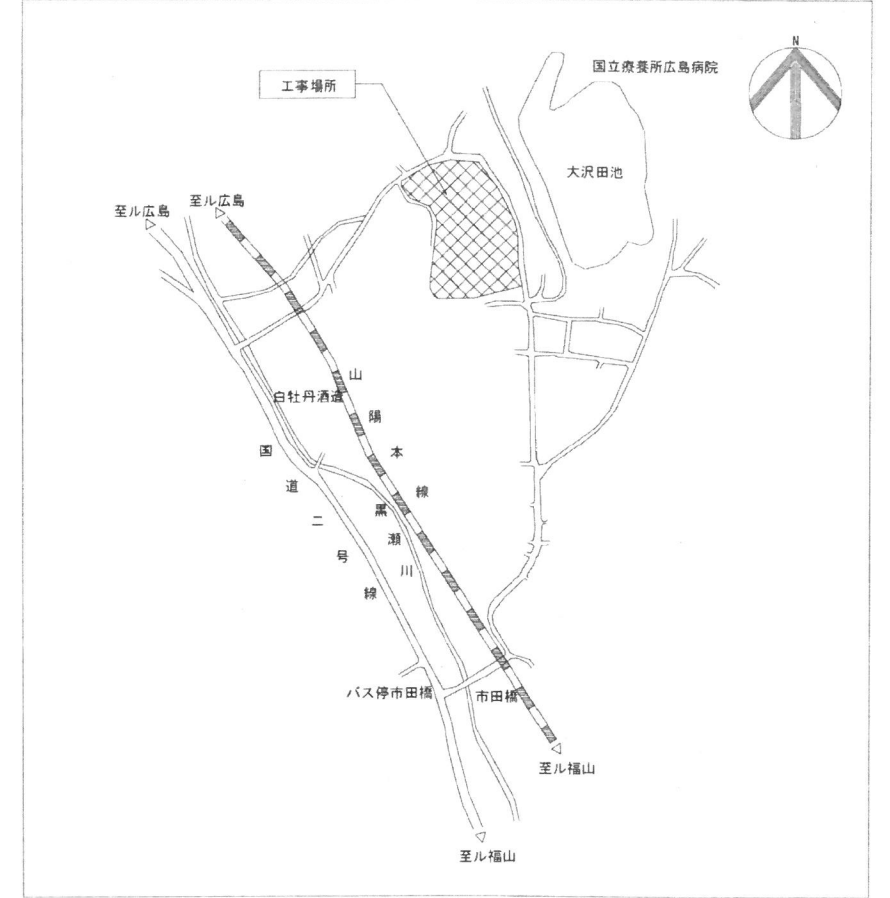 N
国立療養所広島病院
工事場所
大沢田池
至ル広島
至ル広島
白牡丹酒造
山陽本線
国道二号線
黒瀬川
バス停市田橋
市田橋
至ル福山
至ル福山